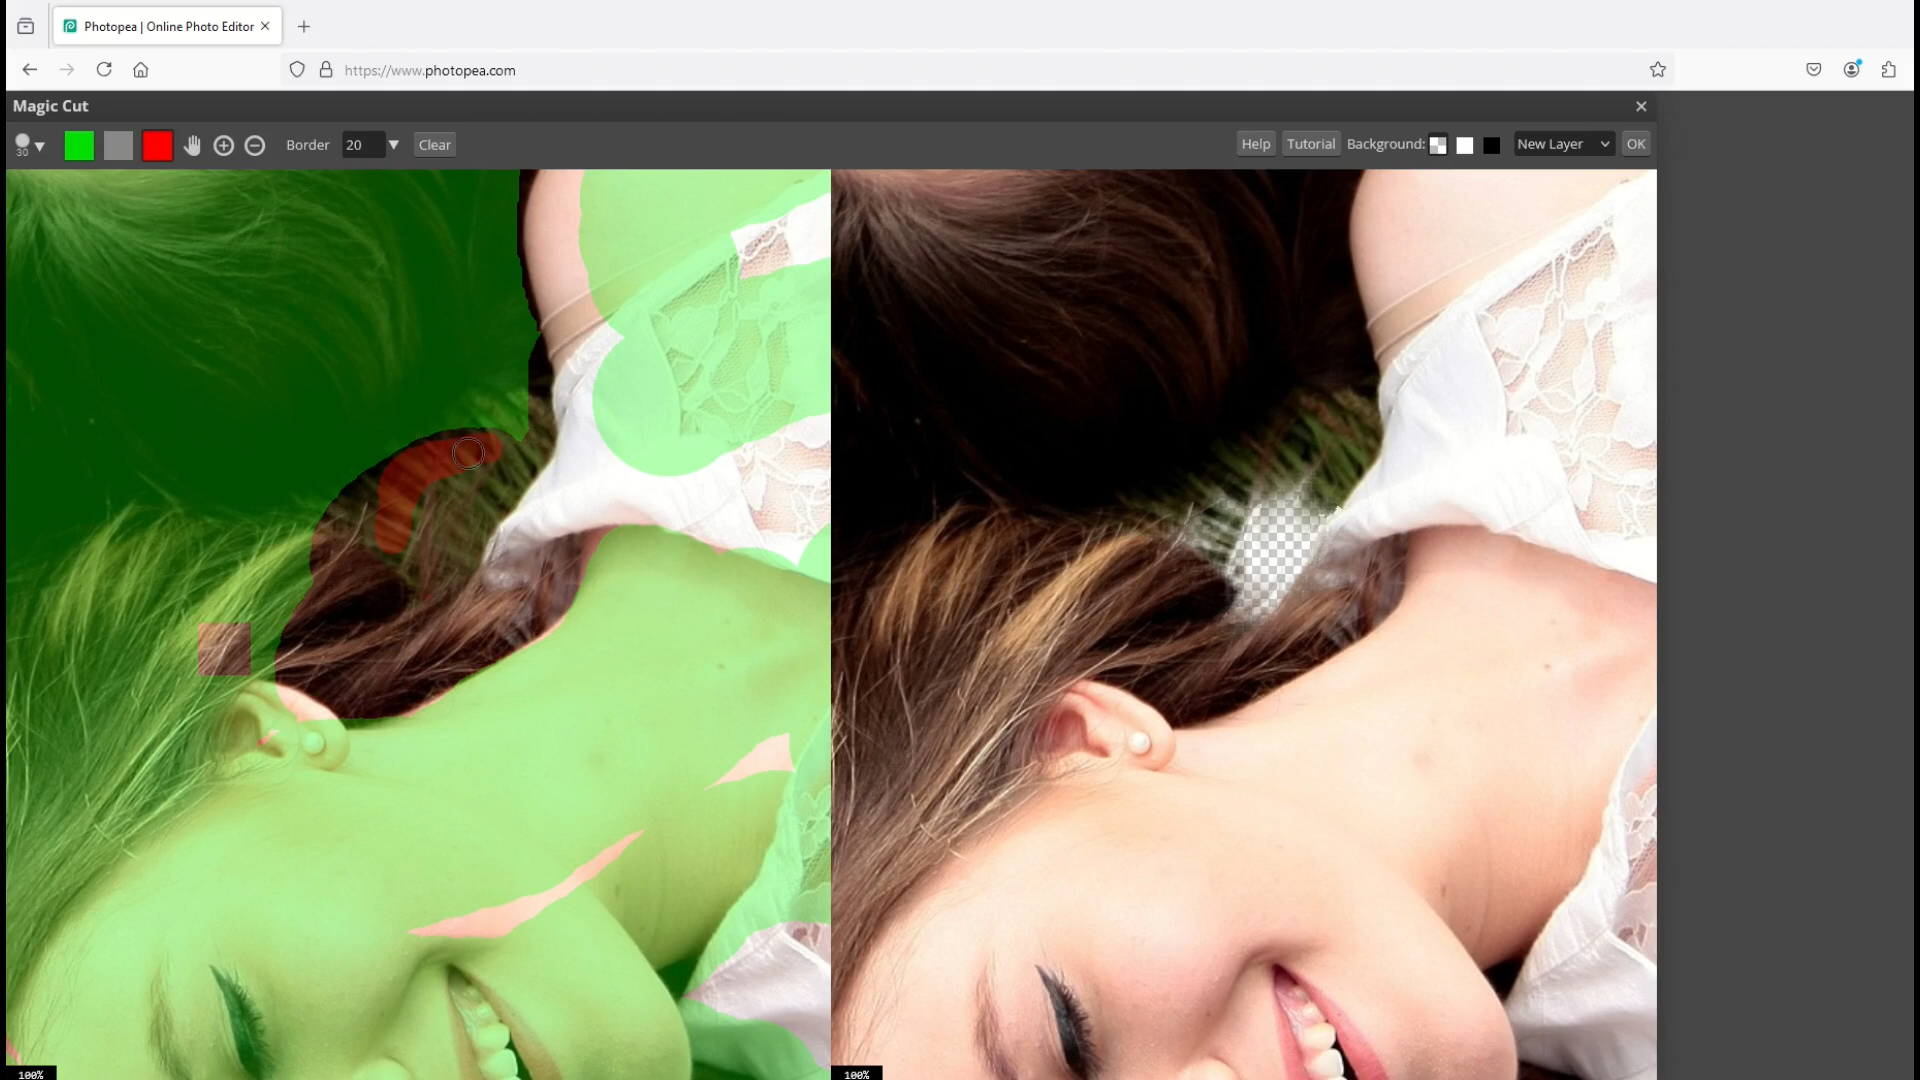 Photopea | Online Photo Editor
https://www.photopea.com
Magic Cut
30
Border 20 Clear
Help Tutorial Background: New Layer OK
100% 100%